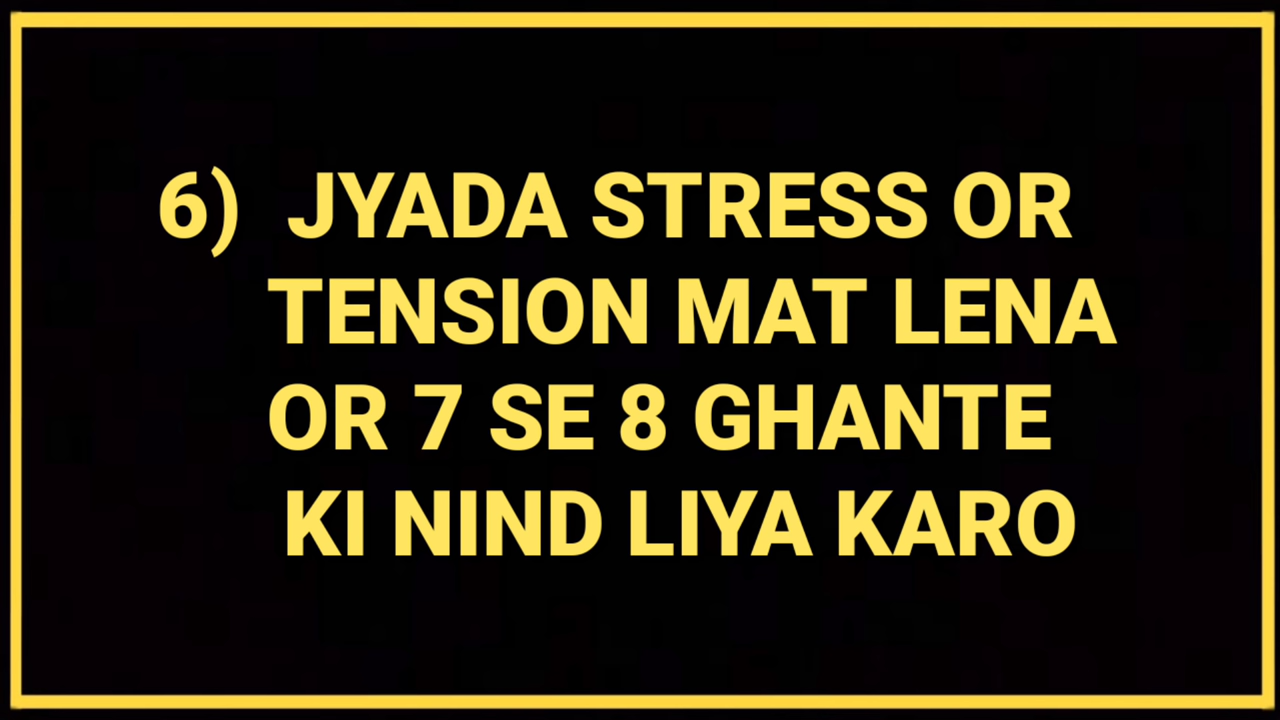 6) JYADA STRESS OR
TENSION MAT LENA
OR 7 SE 8 GHANTE
KI NIND LIYA KARO